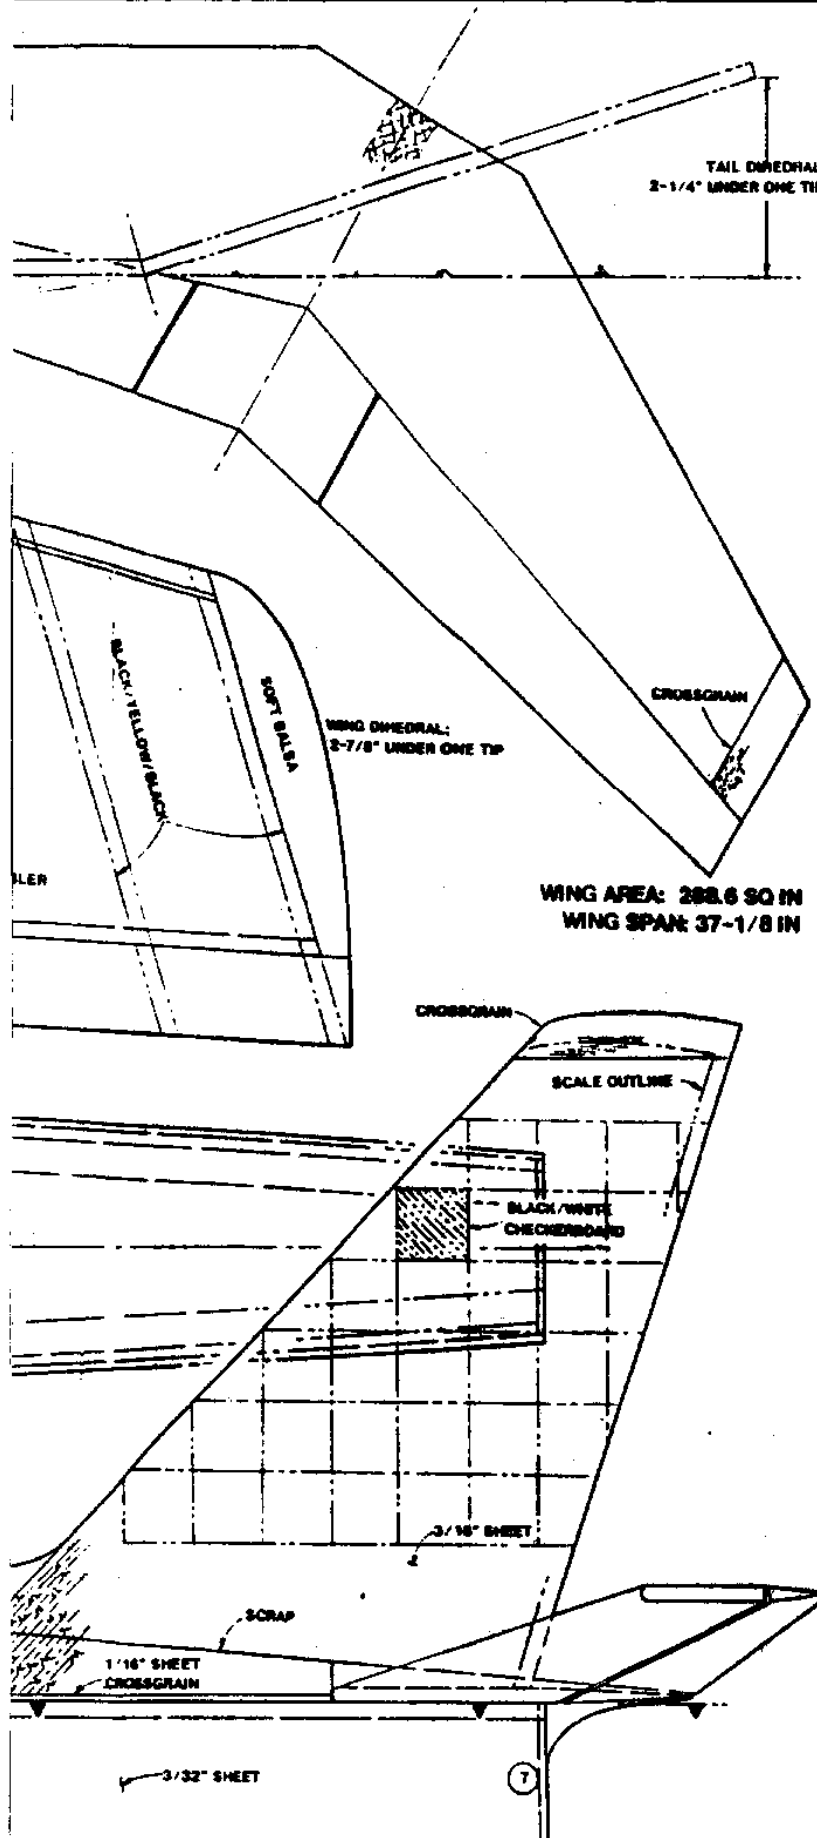 TAIL DIHEDRAL
2-1/4" UNDER ONE TI
CROSSGRAIN
BLACK/YELLOW/BLACK
SOFT BALSA
WING DIHEDRAL;
2-7/8" UNDER ONE TIP
LER
WING AREA: 288.6 SQ IN
WING SPAN: 37-1/8 IN
CROSSGRAIN
SCALE OUTLINE
BLACK/WHITE
CHECKERBOARD
3/16" SHEET
SCRAP
1/16" SHEET
CROSSGRAIN
3/32" SHEET
7